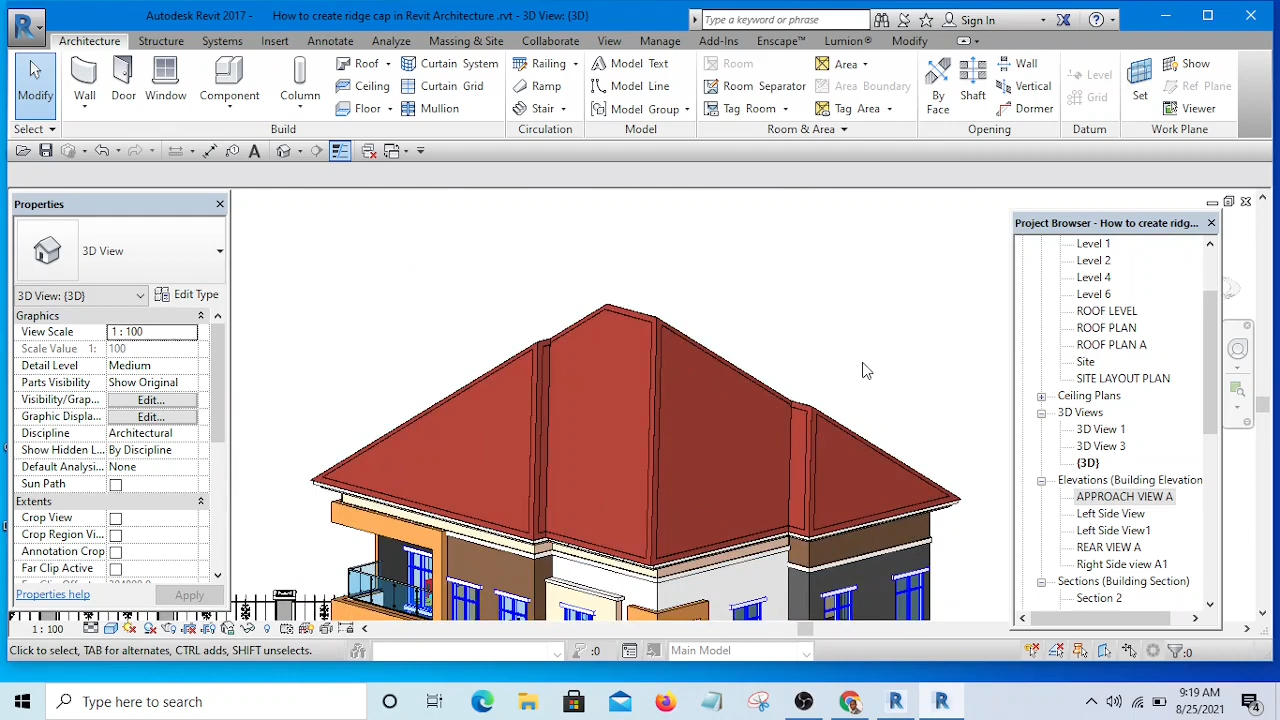 Autodesk Revit 2017 - How to create ridge cap in Revit Architecture .rvt - 3D View: {3D}
Type a keyword or phrase
Sign In
Architecture Structure Systems Insert Annotate Analyze Massing & Site Collaborate View Manage Add-Ins Enscape™ Lumion® Modify
Modify
Wall Door Window Component Column
Roof Curtain System
Ceiling Curtain Grid
Floor Mullion
Railing
Ramp
Stair
Model Text
Model Line
Model Group
Room Area
Room Separator Area Boundary
Tag Room Tag Area
By Face Shaft
Wall
Vertical
Dormer
Level
Grid
Set
Show
Ref Plane
Viewer
Select Build Circulation Model Room & Area Opening Datum Work Plane
Properties
3D View
3D View: {3D} Edit Type
Graphics
View Scale 1 : 100
Scale Value 1: 100
Detail Level Medium
Parts Visibility Show Original
Visibility/Grap... Edit...
Graphic Displa... Edit...
Discipline Architectural
Show Hidden L... By Discipline
Default Analysi... None
Sun Path
Extents
Crop View
Crop Region Vi...
Annotation Crop
Far Clip Active
Properties help Apply
Project Browser - How to create ridg...
Level 1
Level 2
Level 4
Level 6
ROOF LEVEL
ROOF PLAN
ROOF PLAN A
Site
SITE LAYOUT PLAN
Ceiling Plans
3D Views
3D View 1
3D View 3
{3D}
Elevations (Building Elevation
APPROACH VIEW A
Left Side View
Left Side View1
REAR VIEW A
Right side view A1
Sections (Building Section)
Section 2
1 : 100
Click to select, TAB for alternates, CTRL adds, SHIFT unselects.
:0
Main Model
:0
Type here to search
9:19 AM
8/25/2021
4